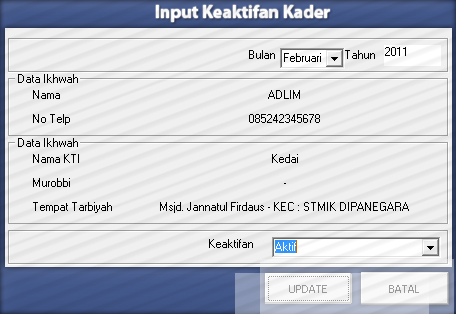 Input Keaktifan Kader
Bulan Februari Tahun 2011
Data Ikhwah
Nama ADLIM
No Telp 085242345678
Data Ikhwah
Nama KTI Kedai
Murobbi -
Tempat Tarbiyah Msjd. Jannatul Firdaus - KEC : STMIK DIPANEGARA
Keaktifan Aktif
UPDATE BATAL